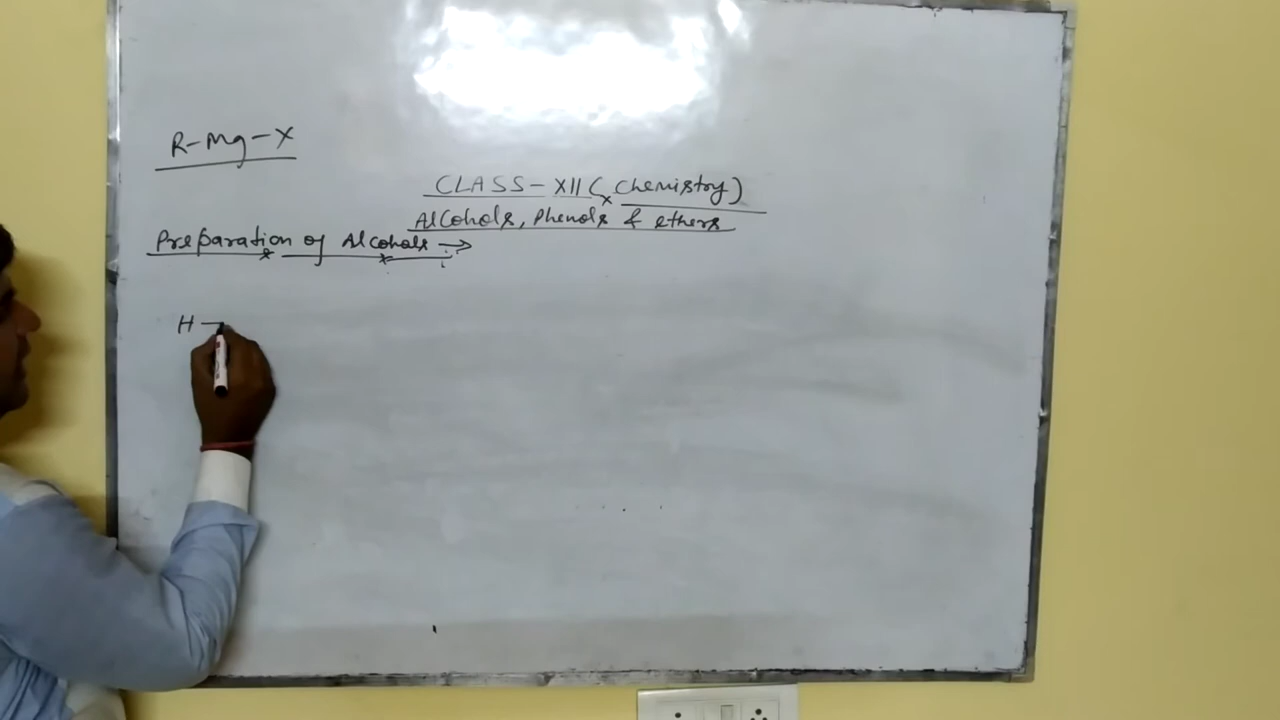 R-Mg-X
CLASS-XII (Chemistry)
Alcohols, Phenols & ethers
Preparation of Alcohols →
H-